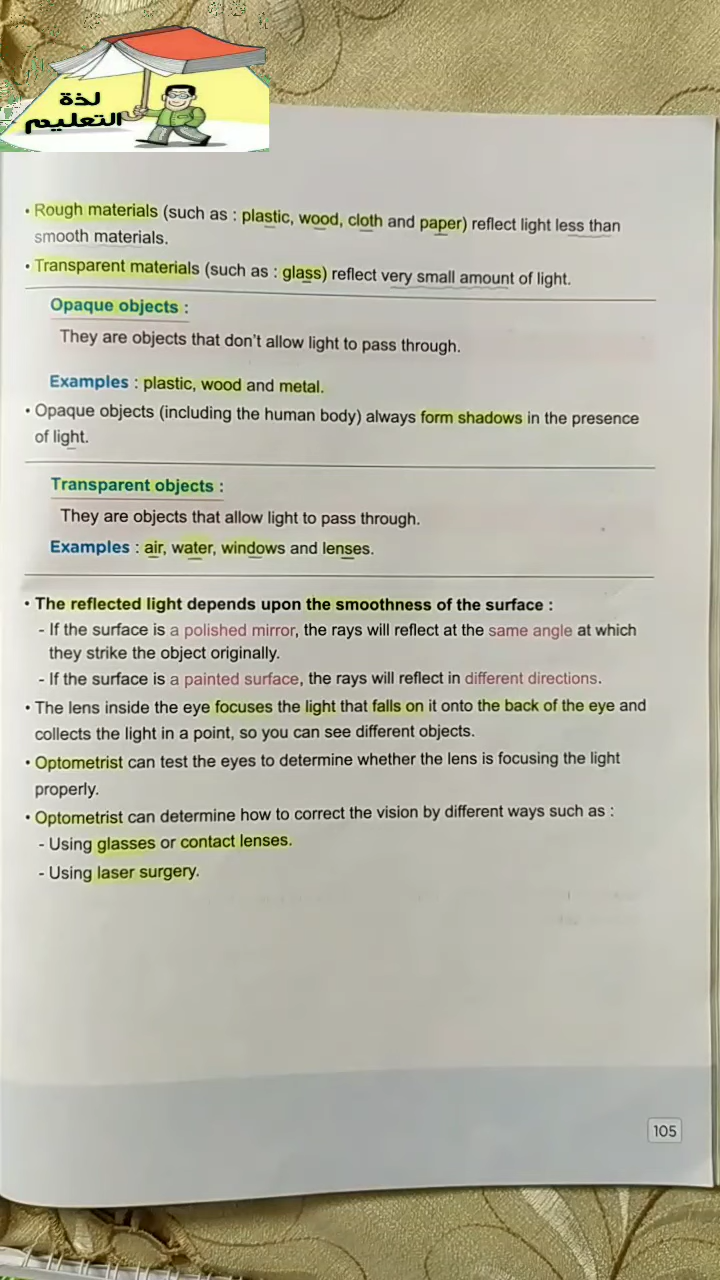 لذة
التعليم
• Rough materials (such as : plastic, wood, cloth and paper) reflect light less than
smooth materials.
• Transparent materials (such as : glass) reflect very small amount of light.
Opaque objects :
They are objects that don't allow light to pass through.
Examples : plastic, wood and metal.
• Opaque objects (including the human body) always form shadows in the presence
of light.
Transparent objects :
They are objects that allow light to pass through.
Examples : air, water, windows and lenses.
• The reflected light depends upon the smoothness of the surface :
- If the surface is a polished mirror, the rays will reflect at the same angle at which
they strike the object originally.
- If the surface is a painted surface, the rays will reflect in different directions.
• The lens inside the eye focuses the light that falls on it onto the back of the eye and
collects the light in a point, so you can see different objects.
• Optometrist can test the eyes to determine whether the lens is focusing the light
properly.
• Optometrist can determine how to correct the vision by different ways such as :
- Using glasses or contact lenses.
- Using laser surgery.
105